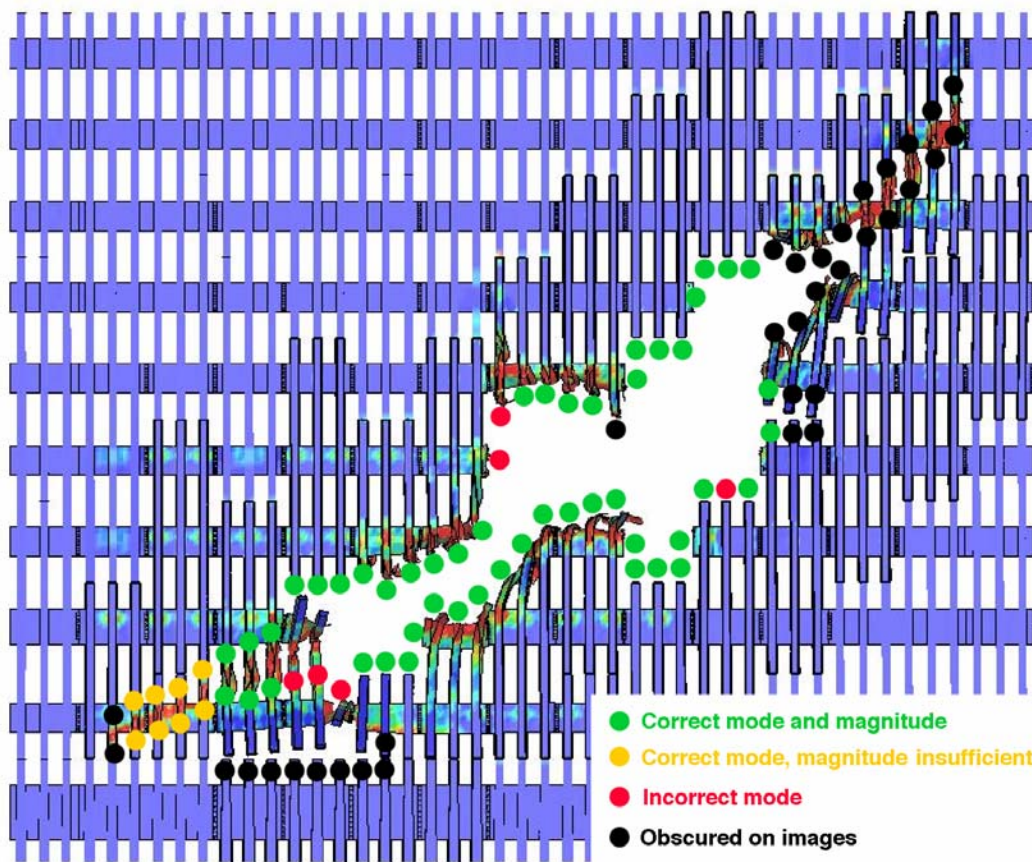 Correct mode and magnitude
Correct mode, magnitude insufficient
Incorrect mode
Obscured on images